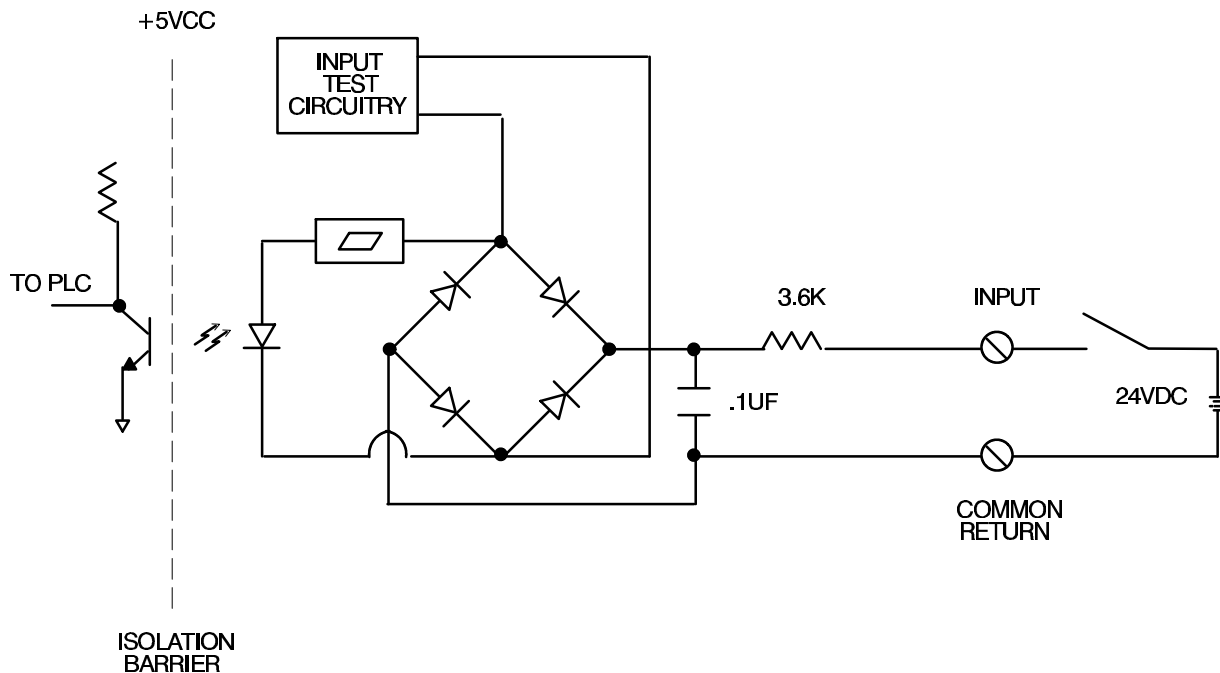 +5VCC
INPUT
TEST
CIRCUITRY
TO PLC
3.6K
INPUT
.1UF
24VDC
COMMON
RETURN
ISOLATION
BARRIER